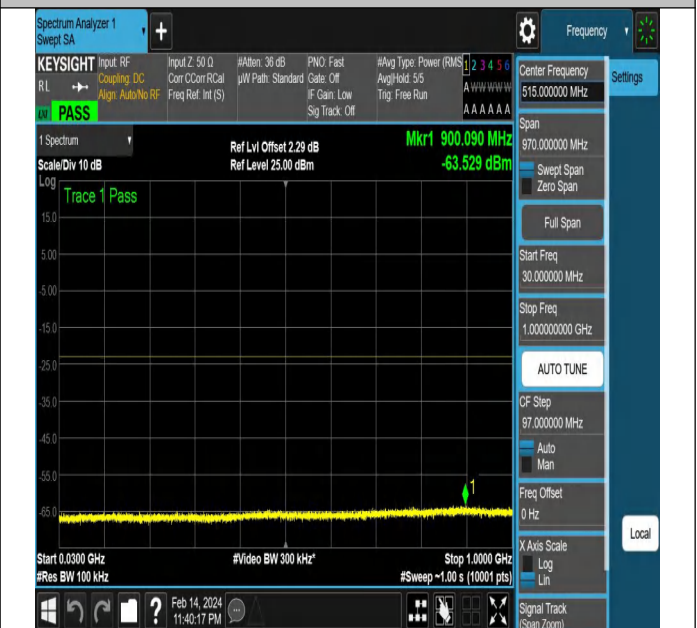 Spectrum Analyzer 1
Swept SA
Frequency
KEYSIGHT
RL
PASS
Input: RF
Coupling: DC
Align: Auto/No RF
Input Z: 50 Ω
Corr CCorr RCal
Freq Ref: Int (S)
#Atten: 36 dB
µW Path: Standard
PNO: Fast
Gate: Off
IF Gain: Low
Sig Track: Off
#Avg Type: Power (RMS
Avg|Hold: 5/5
Trig: Free Run
1 2 3 4 5 6
A W W W W W
A A A A A A
Center Frequency
515.000000 MHz
Settings
1 Spectrum
Scale/Div 10 dB
Log
Ref Lvl Offset 2.29 dB
Ref Level 25.00 dBm
Mkr1 900.090 MHz
-63.529 dBm
Trace 1 Pass
15.0
5.00
-5.00
-15.0
-25.0
-35.0
-45.0
-55.0
-65.0
1
Start 0.0300 GHz
#Res BW 100 kHz
#Video BW 300 kHz*
Stop 1.0000 GHz
#Sweep ~1.00 s (10001 pts)
Span
970.000000 MHz
Swept Span
Zero Span
Full Span
Start Freq
30.000000 MHz
Stop Freq
1.000000000 GHz
AUTO TUNE
CF Step
97.000000 MHz
Auto
Man
Freq Offset
0 Hz
X Axis Scale
Log
Lin
Local
Signal Track
(Span Zoom)
?
Feb 14, 2024
11:40:17 PM